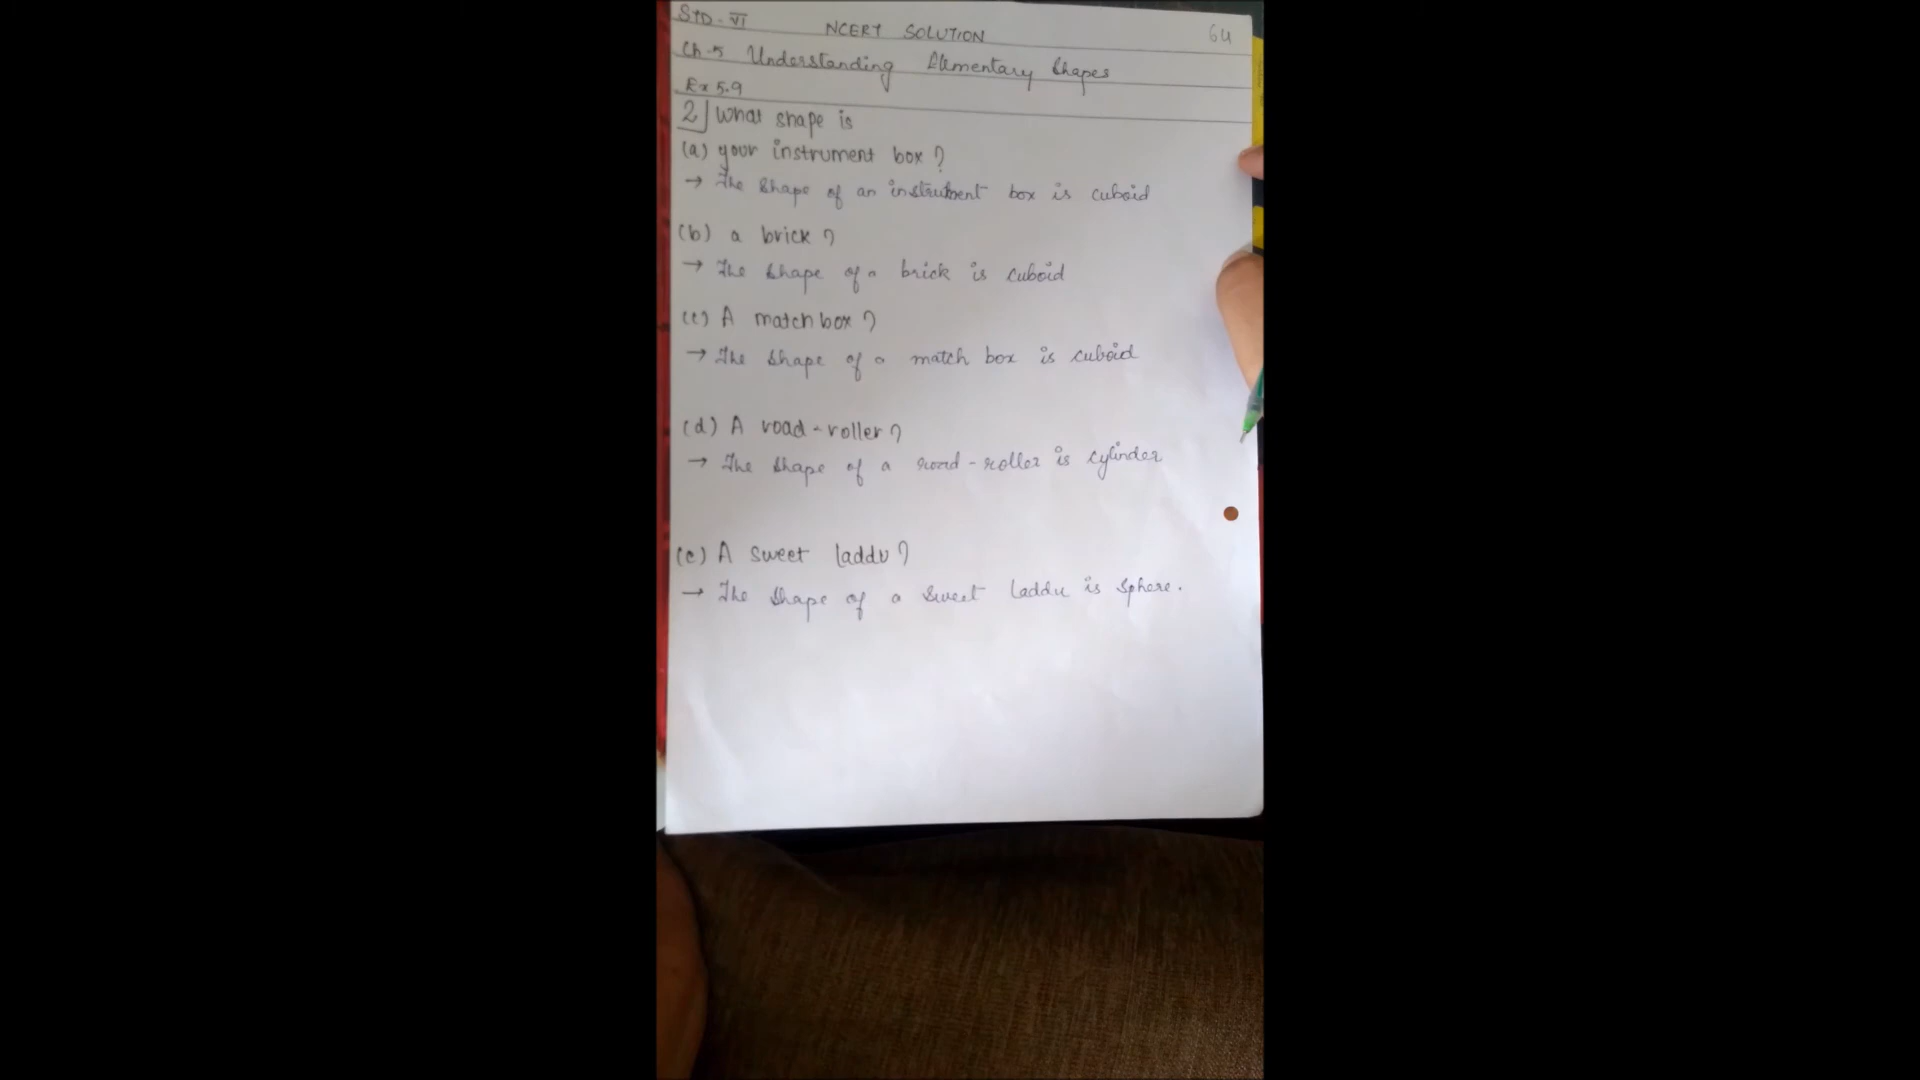 STD-VI NCERT SOLUTION 64
Ch-5 Understanding Elementary Shapes
Ex 5.9
2] What shape is
(a) your instrument box?
→ The shape of an instrument box is cuboid
(b) a brick?
→ The shape of a brick is cuboid
(c) A match box?
→ The shape of a match box is cuboid
(d) A road-roller?
→ The shape of a road-roller is cylinder
(e) A sweet laddu?
→ The shape of a sweet laddu is sphere.